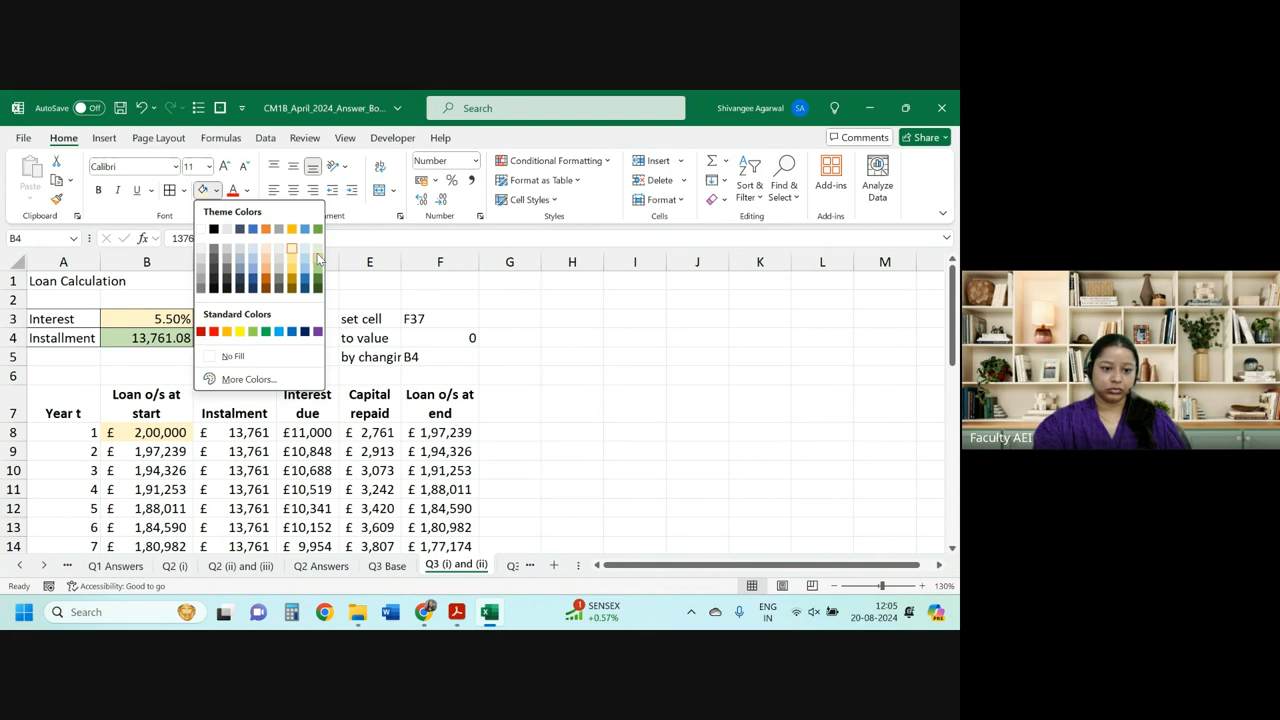 AutoSave Off CM1B_April_2024_Answer_Bo... Search Shivangee Agarwal SA
File Home Insert Page Layout Formulas Data Review View Developer Help Comments Share
Paste Calibri 11 A A Number Conditional Formatting Insert Sort & Filter Find & Select Add-ins Analyze Data
B I U A % Format as Table Delete
Cell Styles Format
Clipboard Font Number Styles Cells Editing Add-ins
Theme Colors
Standard Colors
No Fill
More Colors...
B4 fx 1376
A B E F G H I J K L M
1 Loan Calculation
2
3 Interest 5.50% set cell F37
4 Installment 13,761.08 to value 0
5 by changin B4
6
7 Year t Loan o/s at start Instalment Interest due Capital repaid Loan o/s at end
8 1 £ 2,00,000 £ 13,761 £11,000 £ 2,761 £ 1,97,239
9 2 £ 1,97,239 £ 13,761 £10,848 £ 2,913 £ 1,94,326
10 3 £ 1,94,326 £ 13,761 £10,688 £ 3,073 £ 1,91,253
11 4 £ 1,91,253 £ 13,761 £10,519 £ 3,242 £ 1,88,011
12 5 £ 1,88,011 £ 13,761 £10,341 £ 3,420 £ 1,84,590
13 6 £ 1,84,590 £ 13,761 £10,152 £ 3,609 £ 1,80,982
14 7 £ 1,80,982 £ 13,761 £ 9,954 £ 3,807 £ 1,77,174
... Q1 Answers Q2 (i) Q2 (ii) and (iii) Q2 Answers Q3 Base Q3 (i) and (ii) Q3 ...
Ready Accessibility: Good to go 130%
Search SENSEX +0.57% ENG IN 12:05 20-08-2024
Faculty AEI